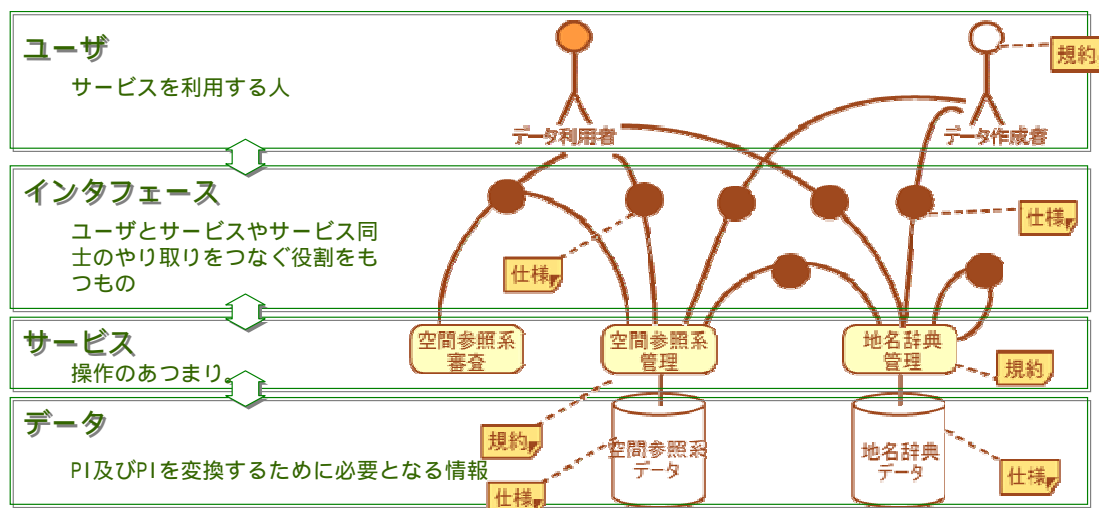 ユーザ
サービスを利用する人
規約
データ利用者
データ作成者
インタフェース
ユーザとサービスやサービス同
士のやり取りをつなぐ役割をも
つもの
仕様
仕様
サービス
操作のあつまり。
空間参照系
審査
空間参照系
管理
地名辞典
管理
規約
データ
PI及びPIを変換するために必要となる情報
規約
仕様
空間参照系
データ
地名辞典
データ
仕様